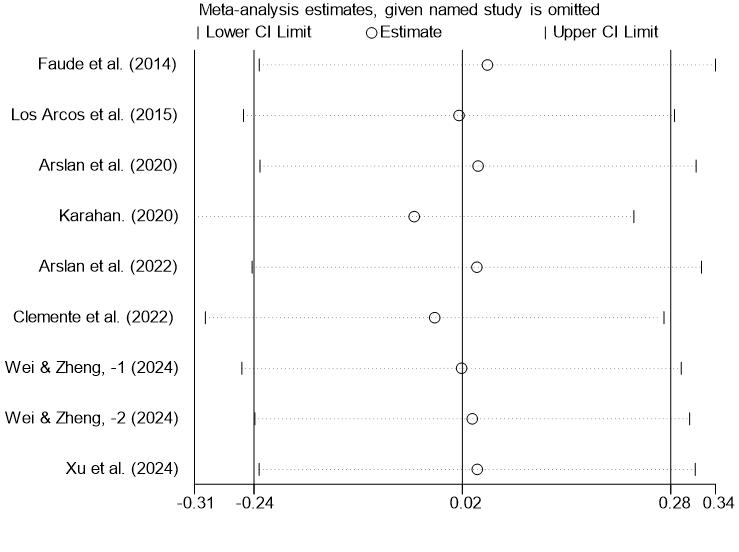 Meta-analysis estimates, given named study is omitted
| Lower CI Limit ○ Estimate | Upper CI Limit
Faude et al. (2014)
Los Arcos et al. (2015)
Arslan et al. (2020)
Karahan. (2020)
Arslan et al. (2022)
Clemente et al. (2022)
Wei & Zheng, -1 (2024)
Wei & Zheng, -2 (2024)
Xu et al. (2024)
-0.31 -0.24 0.02 0.28 0.34